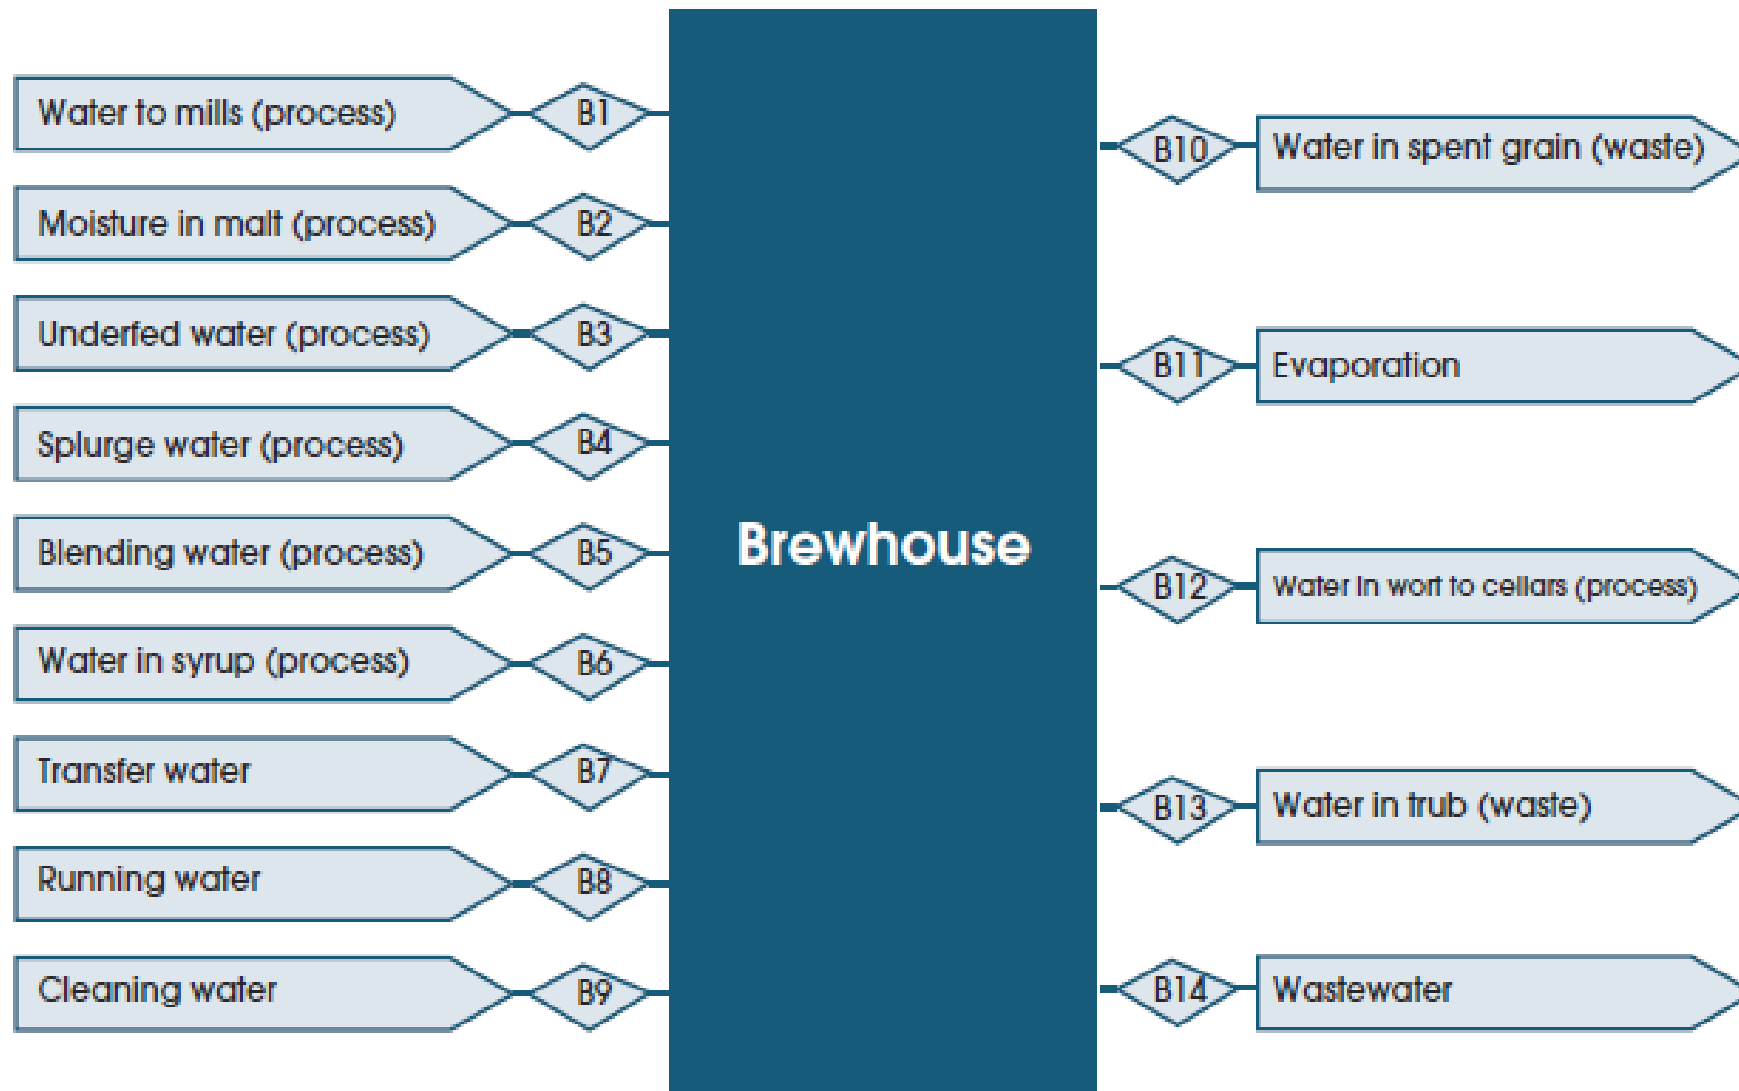 Water to mills (process)
B1
Moisture in malt (process)
B2
Underfed water (process)
B3
Splurge water (process)
B4
Blending water (process)
B5
Water in syrup (process)
B6
Transfer water
B7
Running water
B8
Cleaning water
B9
Brewhouse
B10
Water in spent grain (waste)
B11
Evaporation
B12
Water in wort to cellars (process)
B13
Water in trub (waste)
B14
Wastewater